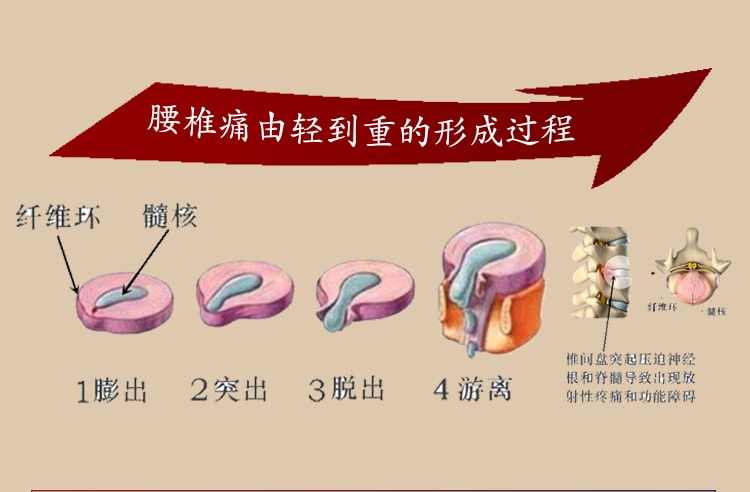 腰椎痛由轻到重的形成过程
纤维环
髓核
1膨出
2突出
3脱出
4游离
纤维环
髓核
椎间盘突起压迫神经
根和脊髓导致出现放
射性疼痛和功能障碍